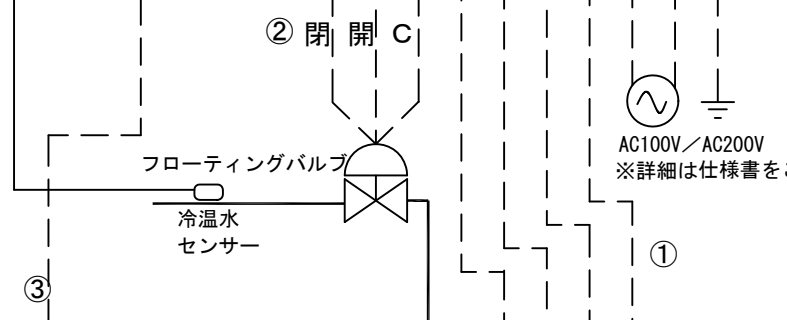 ② 閉 開 C
AC100V／AC200V
※詳細は仕様書を
フローティングバルブ
冷温水
センサー
①
③